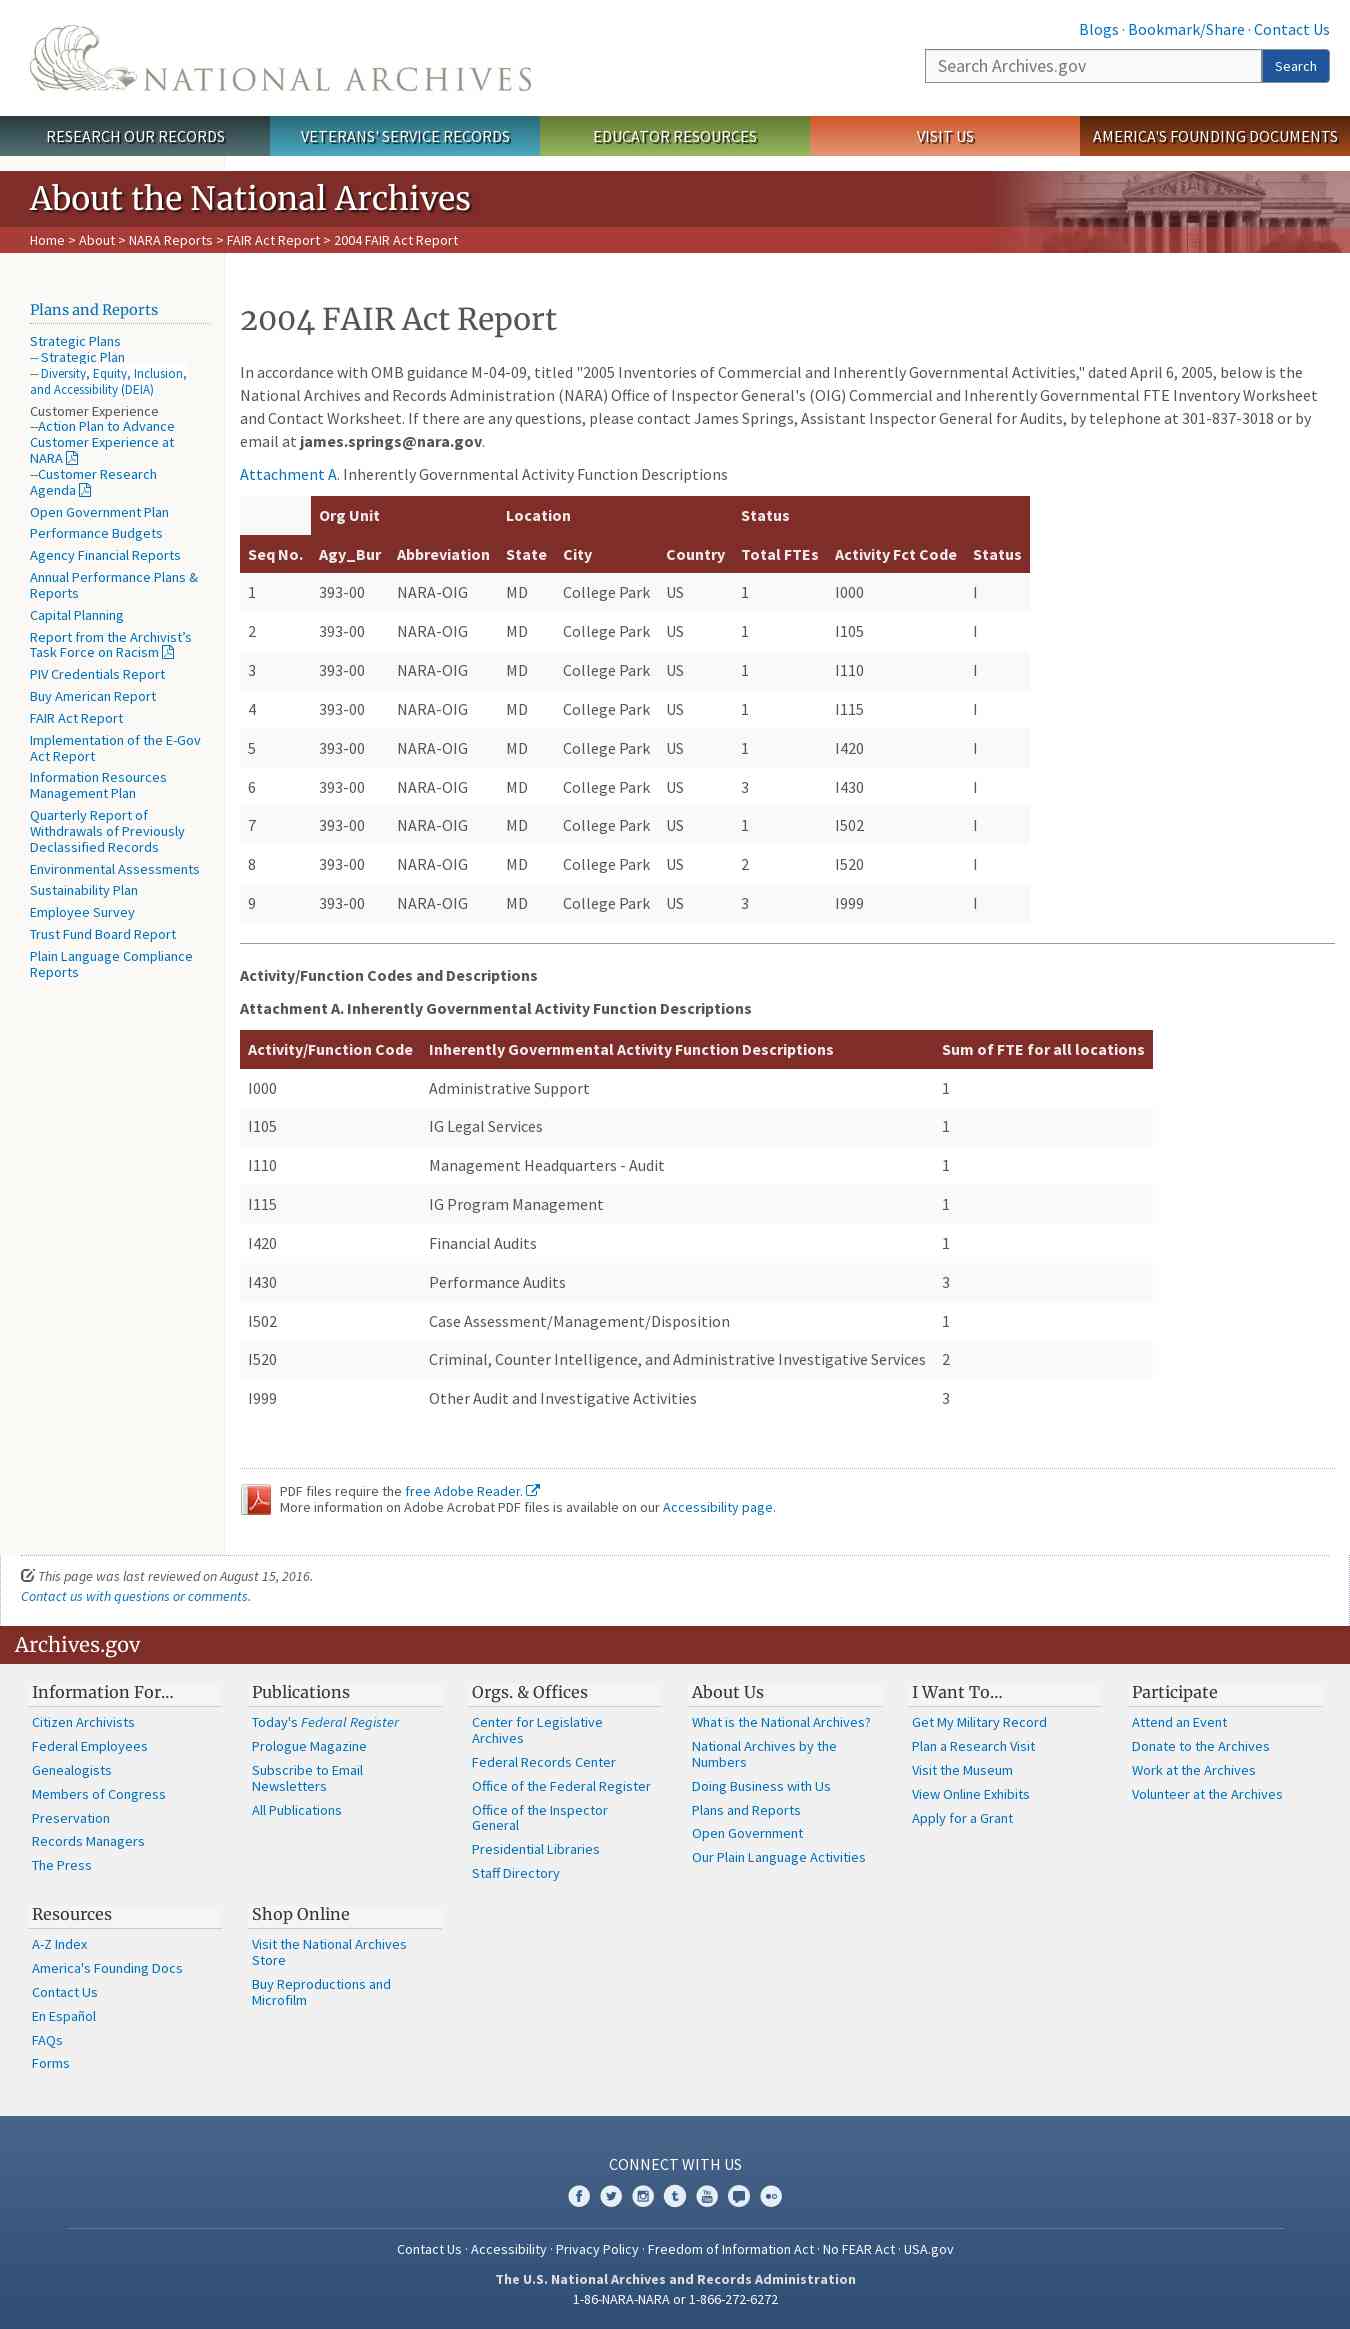 Blogs · Bookmark/Share · Contact Us
NATIONAL ARCHIVES
Search Archives.gov
Search
RESEARCH OUR RECORDS
VETERANS' SERVICE RECORDS
EDUCATOR RESOURCES
VISIT US
AMERICA'S FOUNDING DOCUMENTS
About the National Archives
Home > About > NARA Reports > FAIR Act Report > 2004 FAIR Act Report
Plans and Reports
Strategic Plans
-- Strategic Plan
-- Diversity, Equity, Inclusion,
and Accessibility (DEIA)
Customer Experience
--Action Plan to Advance
Customer Experience at
NARA
--Customer Research
Agenda
Open Government Plan
Performance Budgets
Agency Financial Reports
Annual Performance Plans &
Reports
Capital Planning
Report from the Archivist’s
Task Force on Racism
PIV Credentials Report
Buy American Report
FAIR Act Report
Implementation of the E-Gov
Act Report
Information Resources
Management Plan
Quarterly Report of
Withdrawals of Previously
Declassified Records
Environmental Assessments
Sustainability Plan
Employee Survey
Trust Fund Board Report
Plain Language Compliance
Reports
2004 FAIR Act Report
In accordance with OMB guidance M-04-09, titled "2005 Inventories of Commercial and Inherently Governmental Activities," dated April 6, 2005, below is the
National Archives and Records Administration (NARA) Office of Inspector General's (OIG) Commercial and Inherently Governmental FTE Inventory Worksheet
and Contact Worksheet. If there are any questions, please contact James Springs, Assistant Inspector General for Audits, by telephone at 301-837-3018 or by
email at james.springs@nara.gov.
Attachment A. Inherently Governmental Activity Function Descriptions
Org Unit Location Status
Seq No. Agy_Bur Abbreviation State City Country Total FTEs Activity Fct Code Status
1 393-00 NARA-OIG MD College Park US 1 I000 I
2 393-00 NARA-OIG MD College Park US 1 I105 I
3 393-00 NARA-OIG MD College Park US 1 I110 I
4 393-00 NARA-OIG MD College Park US 1 I115 I
5 393-00 NARA-OIG MD College Park US 1 I420 I
6 393-00 NARA-OIG MD College Park US 3 I430 I
7 393-00 NARA-OIG MD College Park US 1 I502 I
8 393-00 NARA-OIG MD College Park US 2 I520 I
9 393-00 NARA-OIG MD College Park US 3 I999 I
Activity/Function Codes and Descriptions
Attachment A. Inherently Governmental Activity Function Descriptions
Activity/Function Code Inherently Governmental Activity Function Descriptions Sum of FTE for all locations
I000 Administrative Support 1
I105 IG Legal Services 1
I110 Management Headquarters - Audit 1
I115 IG Program Management 1
I420 Financial Audits 1
I430 Performance Audits 3
I502 Case Assessment/Management/Disposition 1
I520 Criminal, Counter Intelligence, and Administrative Investigative Services 2
I999 Other Audit and Investigative Activities 3
PDF files require the free Adobe Reader.
More information on Adobe Acrobat PDF files is available on our Accessibility page.
This page was last reviewed on August 15, 2016.
Contact us with questions or comments.
Archives.gov
Information For…
Citizen Archivists
Federal Employees
Genealogists
Members of Congress
Preservation
Records Managers
The Press
Publications
Today's Federal Register
Prologue Magazine
Subscribe to Email
Newsletters
All Publications
Orgs. & Offices
Center for Legislative
Archives
Federal Records Center
Office of the Federal Register
Office of the Inspector
General
Presidential Libraries
Staff Directory
About Us
What is the National Archives?
National Archives by the
Numbers
Doing Business with Us
Plans and Reports
Open Government
Our Plain Language Activities
I Want To…
Get My Military Record
Plan a Research Visit
Visit the Museum
View Online Exhibits
Apply for a Grant
Participate
Attend an Event
Donate to the Archives
Work at the Archives
Volunteer at the Archives
Resources
A-Z Index
America's Founding Docs
Contact Us
En Español
FAQs
Forms
Shop Online
Visit the National Archives
Store
Buy Reproductions and
Microfilm
CONNECT WITH US
Contact Us · Accessibility · Privacy Policy · Freedom of Information Act · No FEAR Act · USA.gov
The U.S. National Archives and Records Administration
1-86-NARA-NARA or 1-866-272-6272